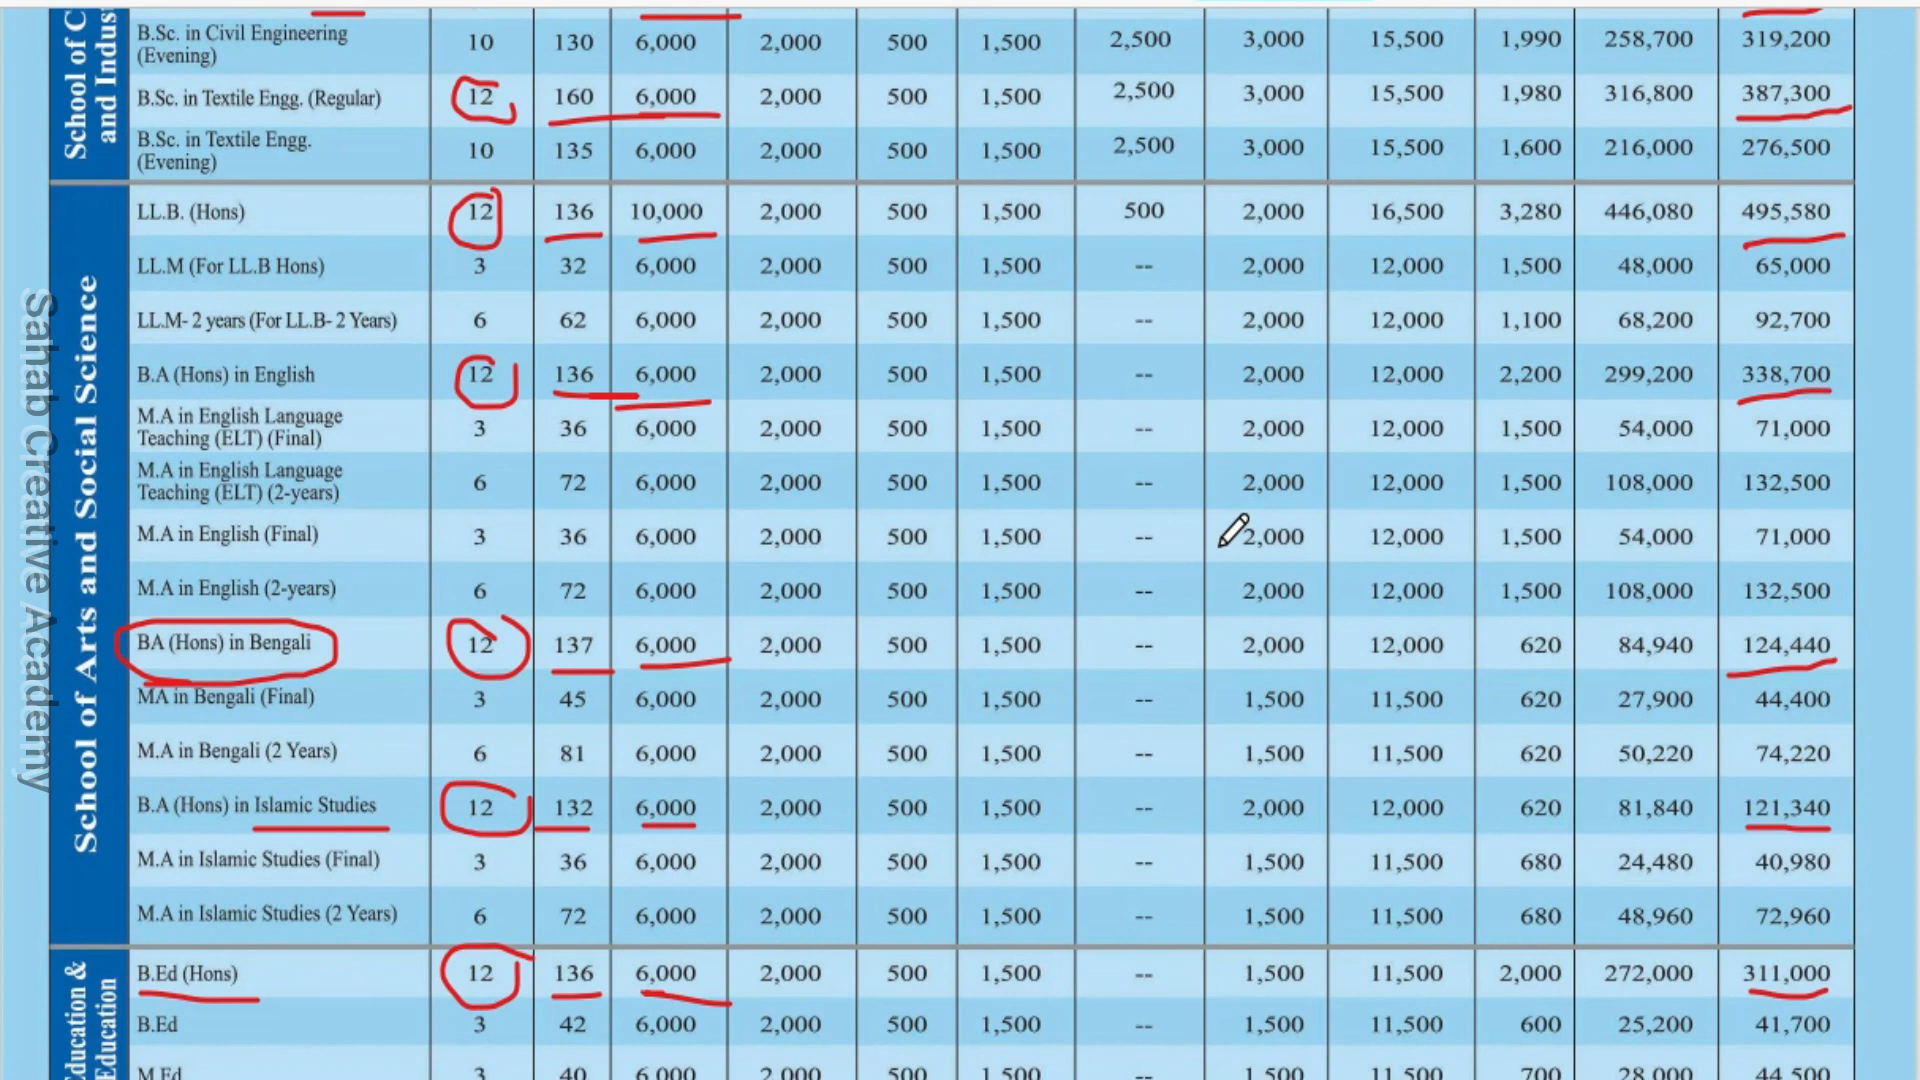 School of C
and Indus
B.Sc. in Civil Engineering
(Evening) 10 130 6,000 2,000 500 1,500 2,500 3,000 15,500 1,990 258,700 319,200
B.Sc. in Textile Engg. (Regular) 12 160 6,000 2,000 500 1,500 2,500 3,000 15,500 1,980 316,800 387,300
B.Sc. in Textile Engg.
(Evening) 10 135 6,000 2,000 500 1,500 2,500 3,000 15,500 1,600 216,000 276,500
School of Arts and Social Science
LL.B. (Hons) 12 136 10,000 2,000 500 1,500 500 2,000 16,500 3,280 446,080 495,580
LL.M (For LL.B Hons) 3 32 6,000 2,000 500 1,500 -- 2,000 12,000 1,500 48,000 65,000
LL.M- 2 years (For LL.B- 2 Years) 6 62 6,000 2,000 500 1,500 -- 2,000 12,000 1,100 68,200 92,700
B.A (Hons) in English 12 136 6,000 2,000 500 1,500 -- 2,000 12,000 2,200 299,200 338,700
M.A in English Language
Teaching (ELT) (Final) 3 36 6,000 2,000 500 1,500 -- 2,000 12,000 1,500 54,000 71,000
M.A in English Language
Teaching (ELT) (2-years) 6 72 6,000 2,000 500 1,500 -- 2,000 12,000 1,500 108,000 132,500
M.A in English (Final) 3 36 6,000 2,000 500 1,500 -- 2,000 12,000 1,500 54,000 71,000
M.A in English (2-years) 6 72 6,000 2,000 500 1,500 -- 2,000 12,000 1,500 108,000 132,500
BA (Hons) in Bengali 12 137 6,000 2,000 500 1,500 -- 2,000 12,000 620 84,940 124,440
MA in Bengali (Final) 3 45 6,000 2,000 500 1,500 -- 1,500 11,500 620 27,900 44,400
M.A in Bengali (2 Years) 6 81 6,000 2,000 500 1,500 -- 1,500 11,500 620 50,220 74,220
B.A (Hons) in Islamic Studies 12 132 6,000 2,000 500 1,500 -- 2,000 12,000 620 81,840 121,340
M.A in Islamic Studies (Final) 3 36 6,000 2,000 500 1,500 -- 1,500 11,500 680 24,480 40,980
M.A in Islamic Studies (2 Years) 6 72 6,000 2,000 500 1,500 -- 1,500 11,500 680 48,960 72,960
Education &
Education
B.Ed (Hons) 12 136 6,000 2,000 500 1,500 -- 1,500 11,500 2,000 272,000 311,000
B.Ed 3 42 6,000 2,000 500 1,500 -- 1,500 11,500 600 25,200 41,700
M.Ed 3 40 6,000 2,000 500 1,500 -- 1,500 11,500 700 28,000 44,500
Sahab Creative Academy